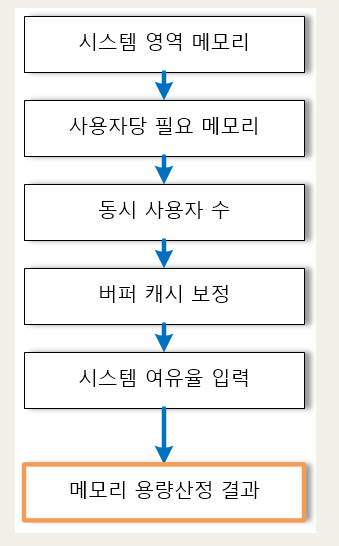 시스템 영역 메모리
사용자당 필요 메모리
동시 사용자 수
버퍼 캐시 보정
시스템 여유율 입력
메모리 용량산정 결과